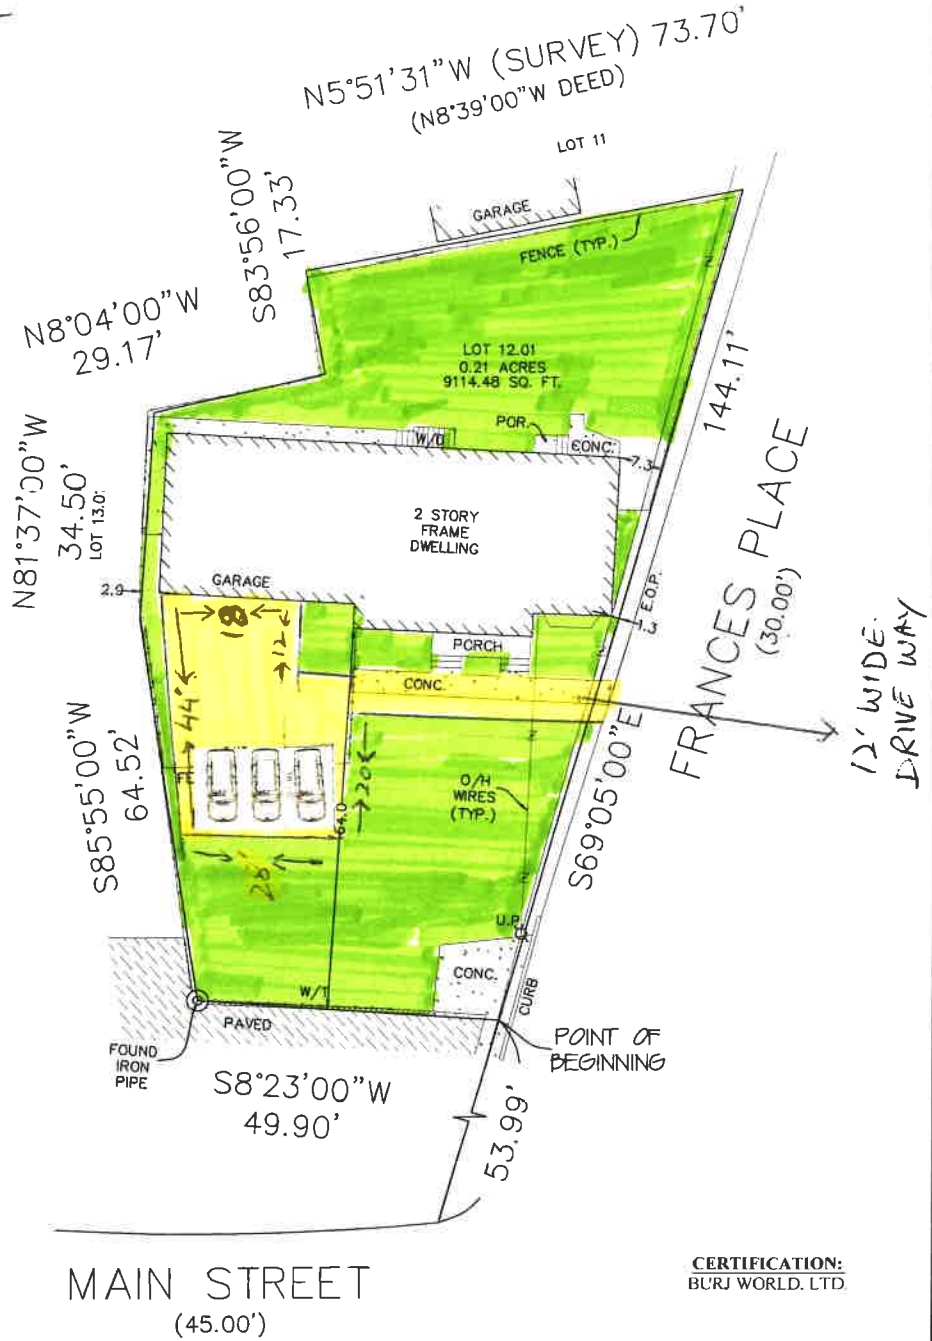 N5°51'31"W (SURVEY) 73.70'
(N8°39'00"W DEED)
LOT 11
S83°56'00"W
17.33'
GARAGE
FENCE (TYP.)
N8°04'00"W
29.17'
LOT 12.01
0.21 ACRES
9114.48 SQ. FT.
144.11'
POR.
W/D
CONC.
7.3
N81°37'00"W
34.50'
LOT 13.0
2 STORY
FRAME
DWELLING
FRANCES PLACE
(30.00')
2.9
GARAGE
E.O.P.
1.3
18
12
PORCH
CONC.
12' WIDE
DRIVE WAY
44'
S85°55'00"W
64.52'
O/H
WIRES
(TYP.)
20
64.0
S69°05'00"E
28'
U.P.
CONC.
W/T
CURB
PAVED
FOUND
IRON
PIPE
POINT OF
BEGINNING
S8°23'00"W
49.90'
53.99'
MAIN STREET
(45.00')
CERTIFICATION:
BURJ WORLD. LTD.